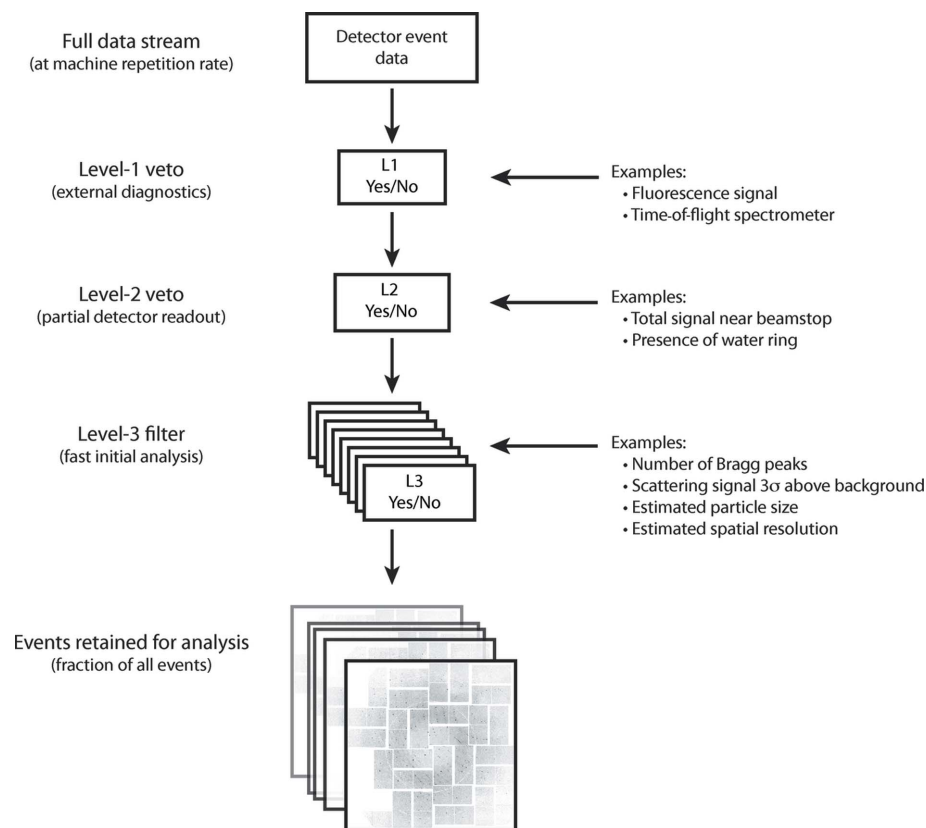 Full data stream
(at machine repetition rate)
Detector event
data
Level-1 veto
(external diagnostics)
L1
Yes/No
Examples:
• Fluorescence signal
• Time-of-flight spectrometer
Level-2 veto
(partial detector readout)
L2
Yes/No
Examples:
• Total signal near beamstop
• Presence of water ring
Level-3 filter
(fast initial analysis)
L3
Yes/No
Examples:
• Number of Bragg peaks
• Scattering signal 3σ above background
• Estimated particle size
• Estimated spatial resolution
Events retained for analysis
(fraction of all events)